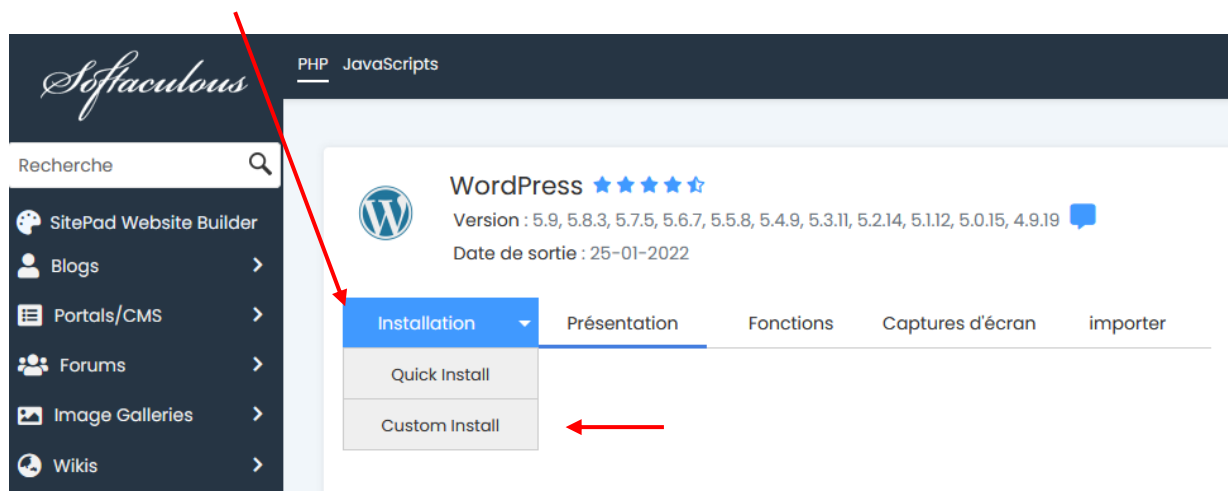 Softaculous
PHP JavaScripts
Recherche
SitePad Website Builder
Blogs
Portals/CMS
Forums
Image Galleries
Wikis
WordPress
Version : 5.9, 5.8.3, 5.7.5, 5.6.7, 5.5.8, 5.4.9, 5.3.11, 5.2.14, 5.1.12, 5.0.15, 4.9.19
Date de sortie : 25-01-2022
Installation Présentation Fonctions Captures d'écran importer
Quick Install
Custom Install